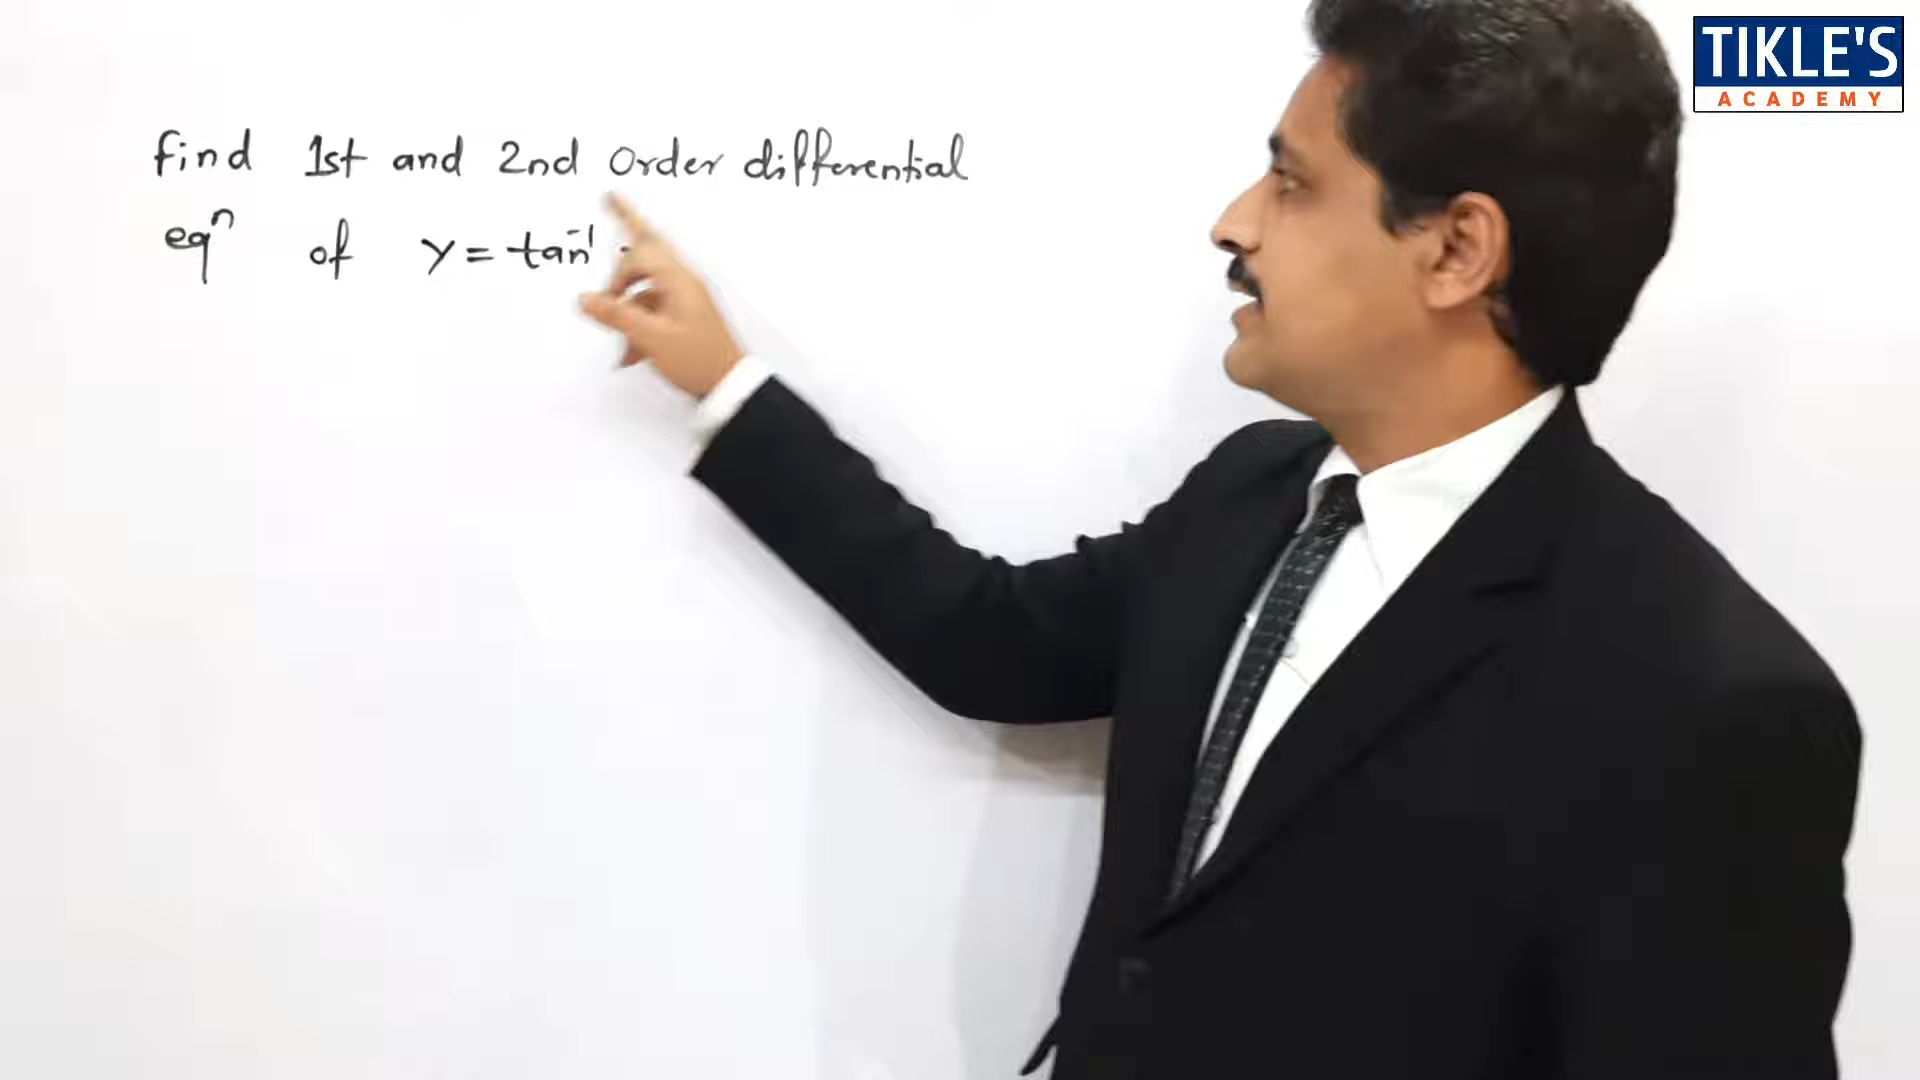 find 1st and 2nd Order differential
eqⁿ of y = tan⁻¹
TIKLE'S
ACADEMY